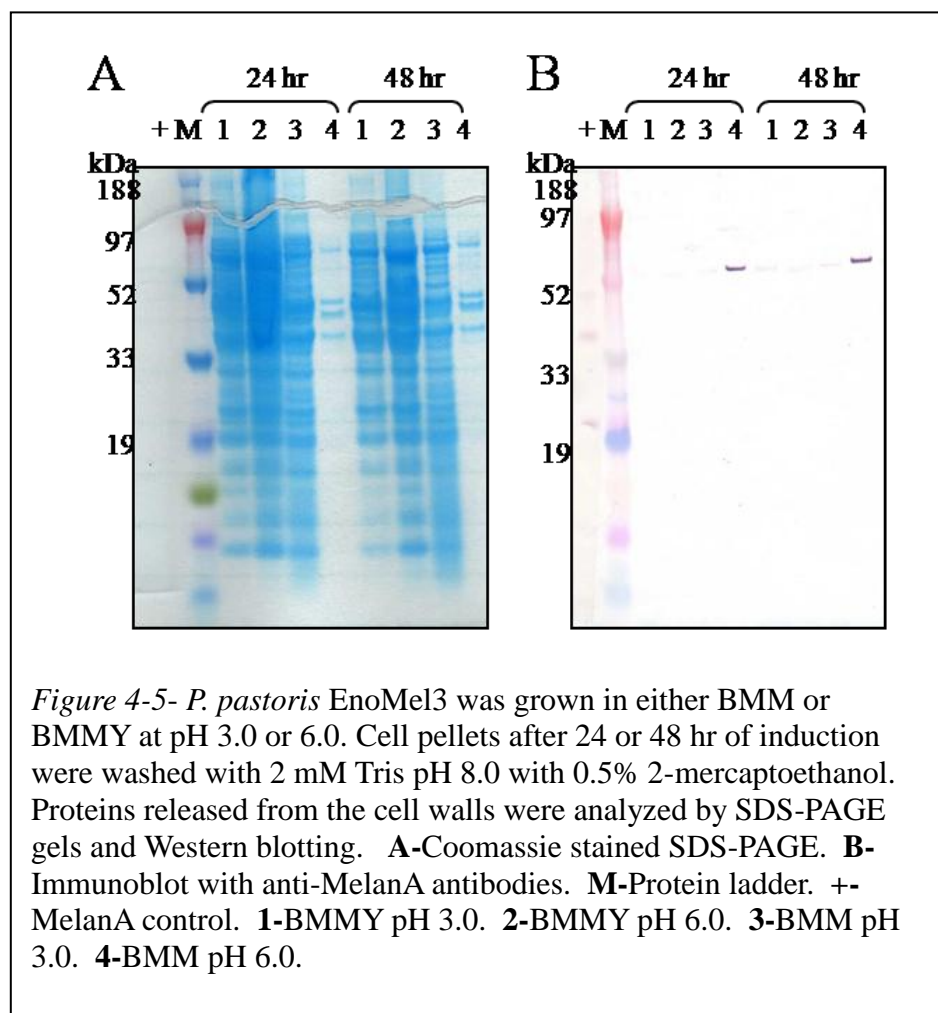 A B
24 hr 48 hr 24 hr 48 hr
+ M 1 2 3 4 1 2 3 4 + M 1 2 3 4 1 2 3 4
kDa kDa
188 188
97 97
52 52
33 33
19 19
Figure 4-5- P. pastoris EnoMel3 was grown in either BMM or
BMMY at pH 3.0 or 6.0. Cell pellets after 24 or 48 hr of induction
were washed with 2 mM Tris pH 8.0 with 0.5% 2-mercaptoethanol.
Proteins released from the cell walls were analyzed by SDS-PAGE
gels and Western blotting. A-Coomassie stained SDS-PAGE. B-
Immunoblot with anti-MelanA antibodies. M-Protein ladder. +-
MelanA control. 1-BMMY pH 3.0. 2-BMMY pH 6.0. 3-BMM pH
3.0. 4-BMM pH 6.0.